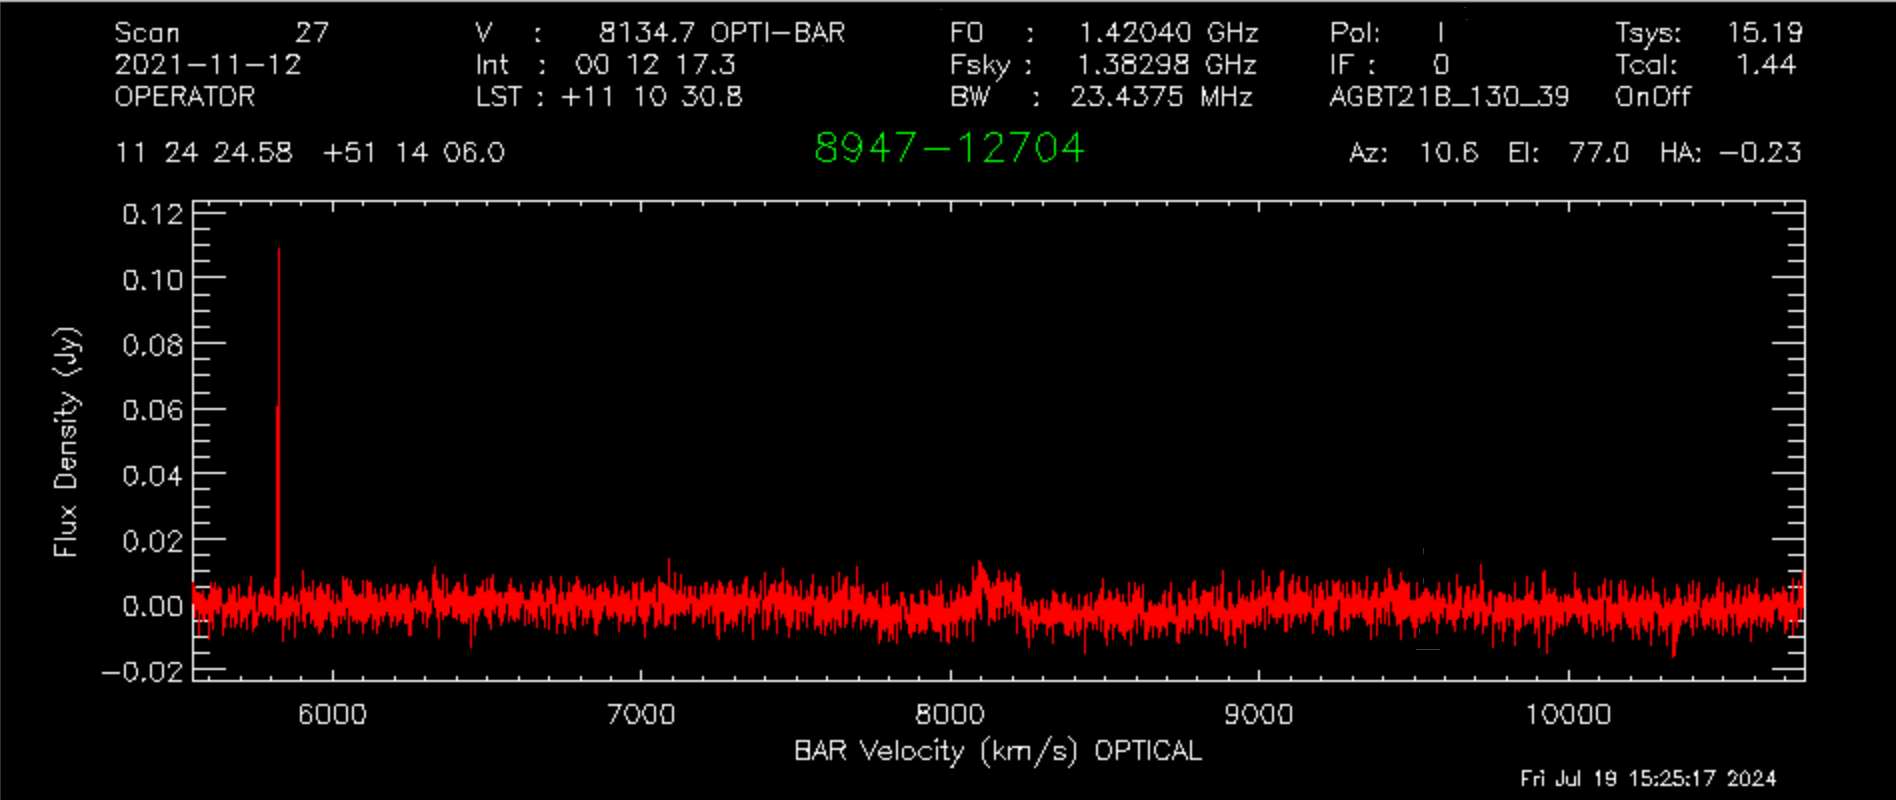 Scan 27 V : 8134.7 OPTI-BAR F0 : 1.42040 GHz Pol: I Tsys: 15.19
2021-11-12 Int : 00 12 17.3 Fsky : 1.38298 GHz IF : 0 Tcal: 1.44
OPERATOR LST : +11 10 30.8 BW : 23.4375 MHz AGBT21B_130_39 OnOff
11 24 24.58 +51 14 06.0 8947-12704 Az: 10.6 El: 77.0 HA: -0.23
0.12
0.10
0.08
0.06
0.04
0.02
0.00
-0.02
Flux Density (Jy)
6000 7000 8000 9000 10000
BAR Velocity (km/s) OPTICAL
Fri Jul 19 15:25:17 2024